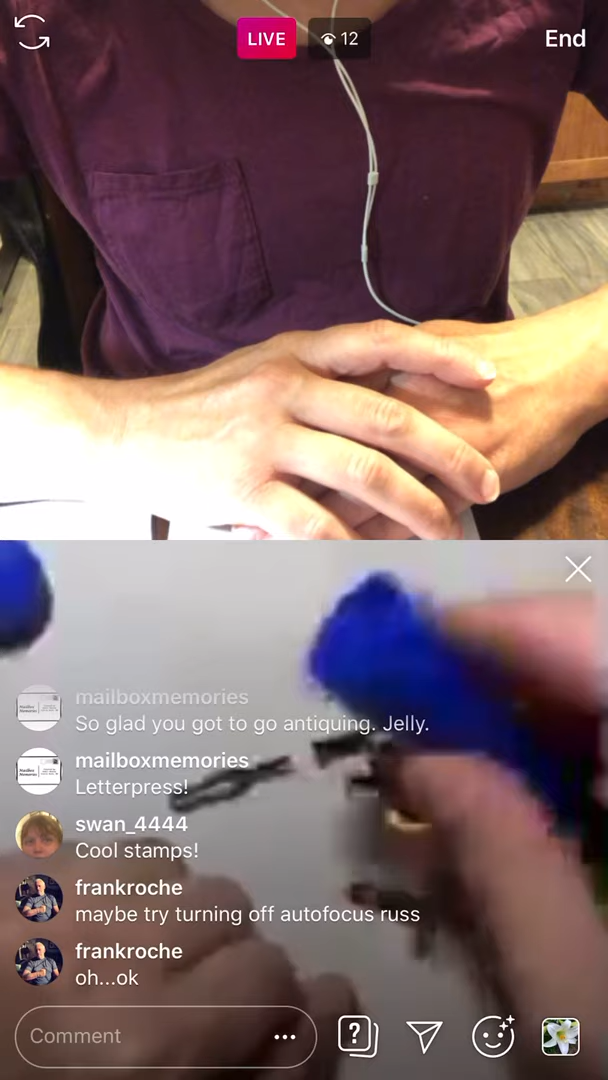 LIVE
12
End
mailboxmemories
So glad you got to go antiquing. Jelly.
mailboxmemories
Letterpress!
swan_4444
Cool stamps!
frankroche
maybe try turning off autofocus russ
frankroche
oh...ok
Comment
?